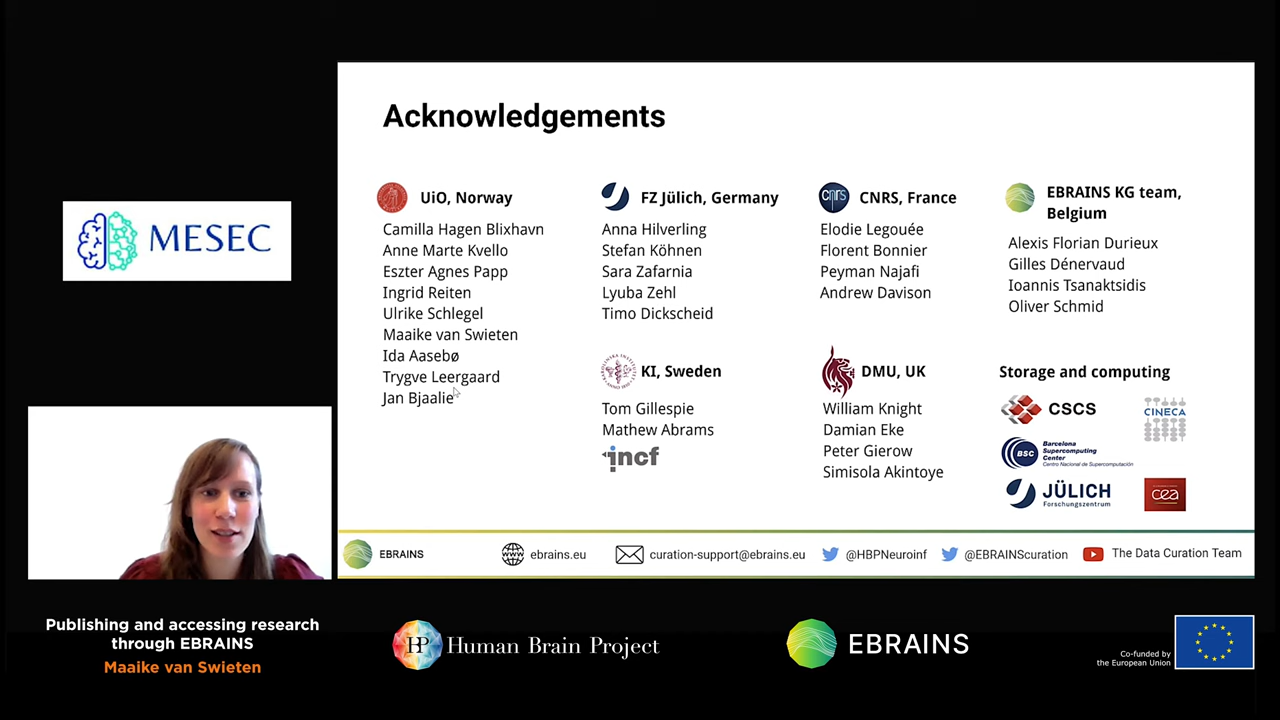 MESEC
Acknowledgements
UiO, Norway
Camilla Hagen Blixhavn
Anne Marte Kvello
Eszter Agnes Papp
Ingrid Reiten
Ulrike Schlegel
Maaike van Swieten
Ida Aasebø
Trygve Leergaard
Jan Bjaalie
FZ Jülich, Germany
Anna Hilverling
Stefan Köhnen
Sara Zafarnia
Lyuba Zehl
Timo Dickscheid
KI, Sweden
Tom Gillespie
Mathew Abrams
incf
cnrs
CNRS, France
Elodie Legouée
Florent Bonnier
Peyman Najafi
Andrew Davison
DMU, UK
William Knight
Damian Eke
Peter Gierow
Simisola Akintoye
EBRAINS KG team,
Belgium
Alexis Florian Durieux
Gilles Dénervaud
Ioannis Tsanaktsidis
Oliver Schmid
Storage and computing
CSCS
CINECA
BSC
Barcelona
Supercomputing
Center
Centro Nacional de Supercomputación
JÜLICH
Forschungszentrum
cea
EBRAINS
ebrains.eu
curation-support@ebrains.eu
@HBPNeuroinf
@EBRAINScuration
The Data Curation Team
Publishing and accessing research
through EBRAINS
Maaike van Swieten
HBP
Human Brain Project
EBRAINS
Co-funded by
the European Union